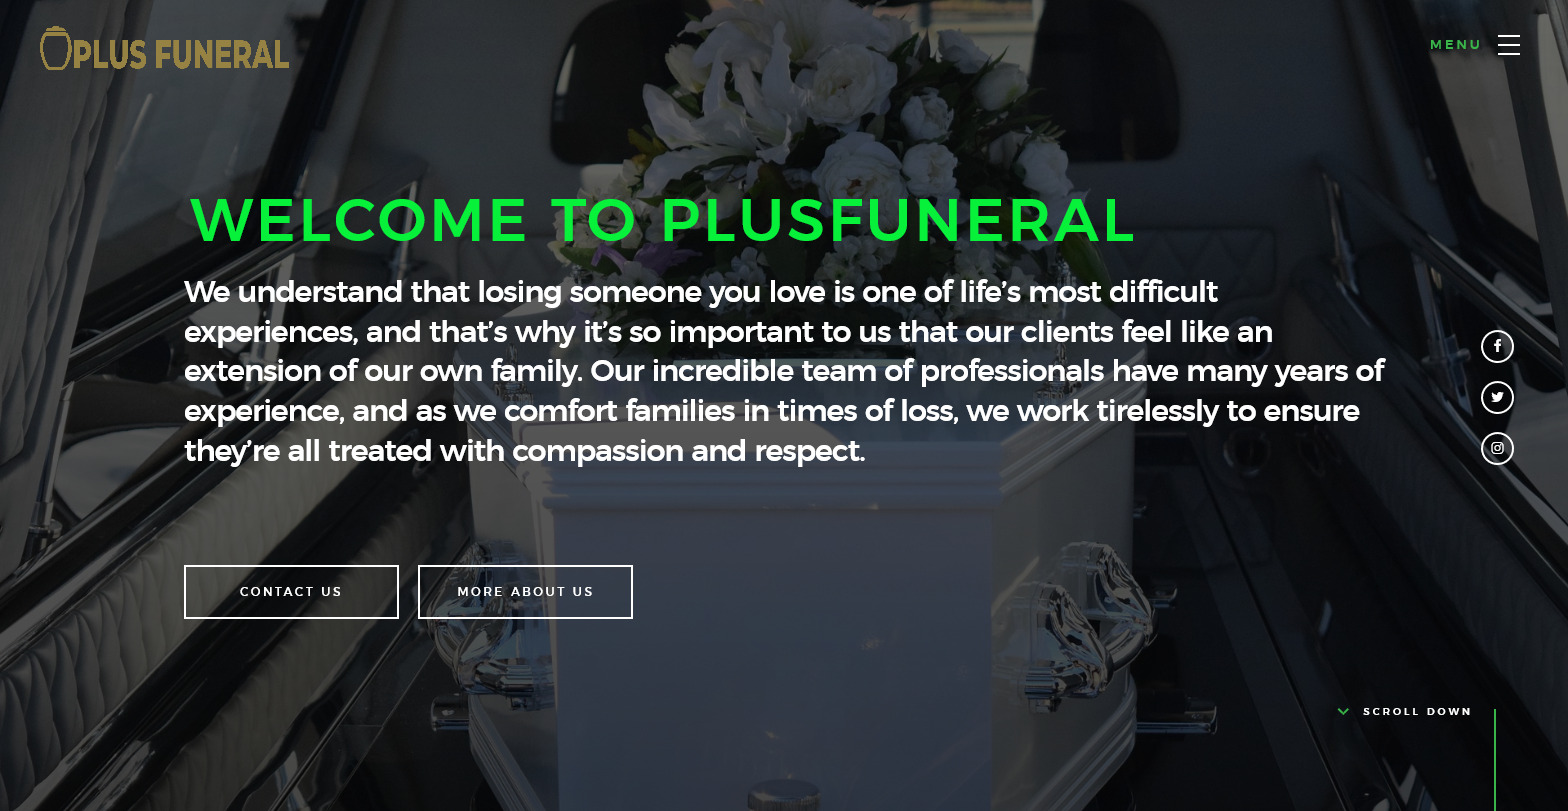 PLUS FUNERAL
MENU
WELCOME TO PLUSFUNERAL
We understand that losing someone you love is one of life’s most difficult
experiences, and that’s why it’s so important to us that our clients feel like an
extension of our own family. Our incredible team of professionals have many years of
experience, and as we comfort families in times of loss, we work tirelessly to ensure
they’re all treated with compassion and respect.
CONTACT US
MORE ABOUT US
SCROLL DOWN